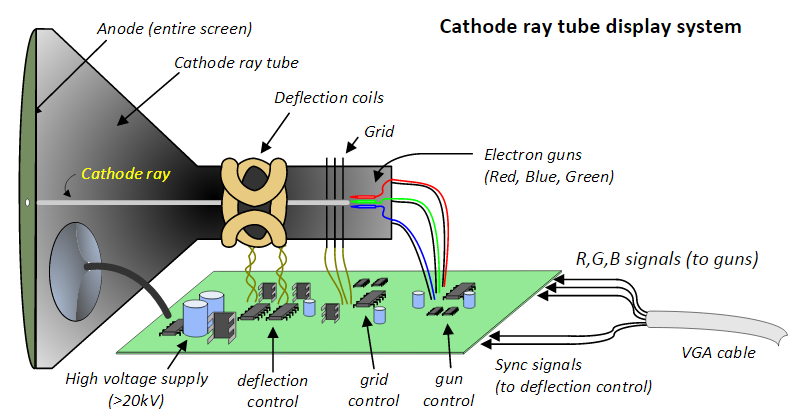 Cathode ray tube display system
Anode (entire screen)
Cathode ray tube
Deflection coils
Grid
Electron guns
(Red, Blue, Green)
Cathode ray
R,G,B signals (to guns)
VGA cable
Sync signals
(to deflection control)
High voltage supply
(>20kV)
deflection
control
grid
control
gun
control